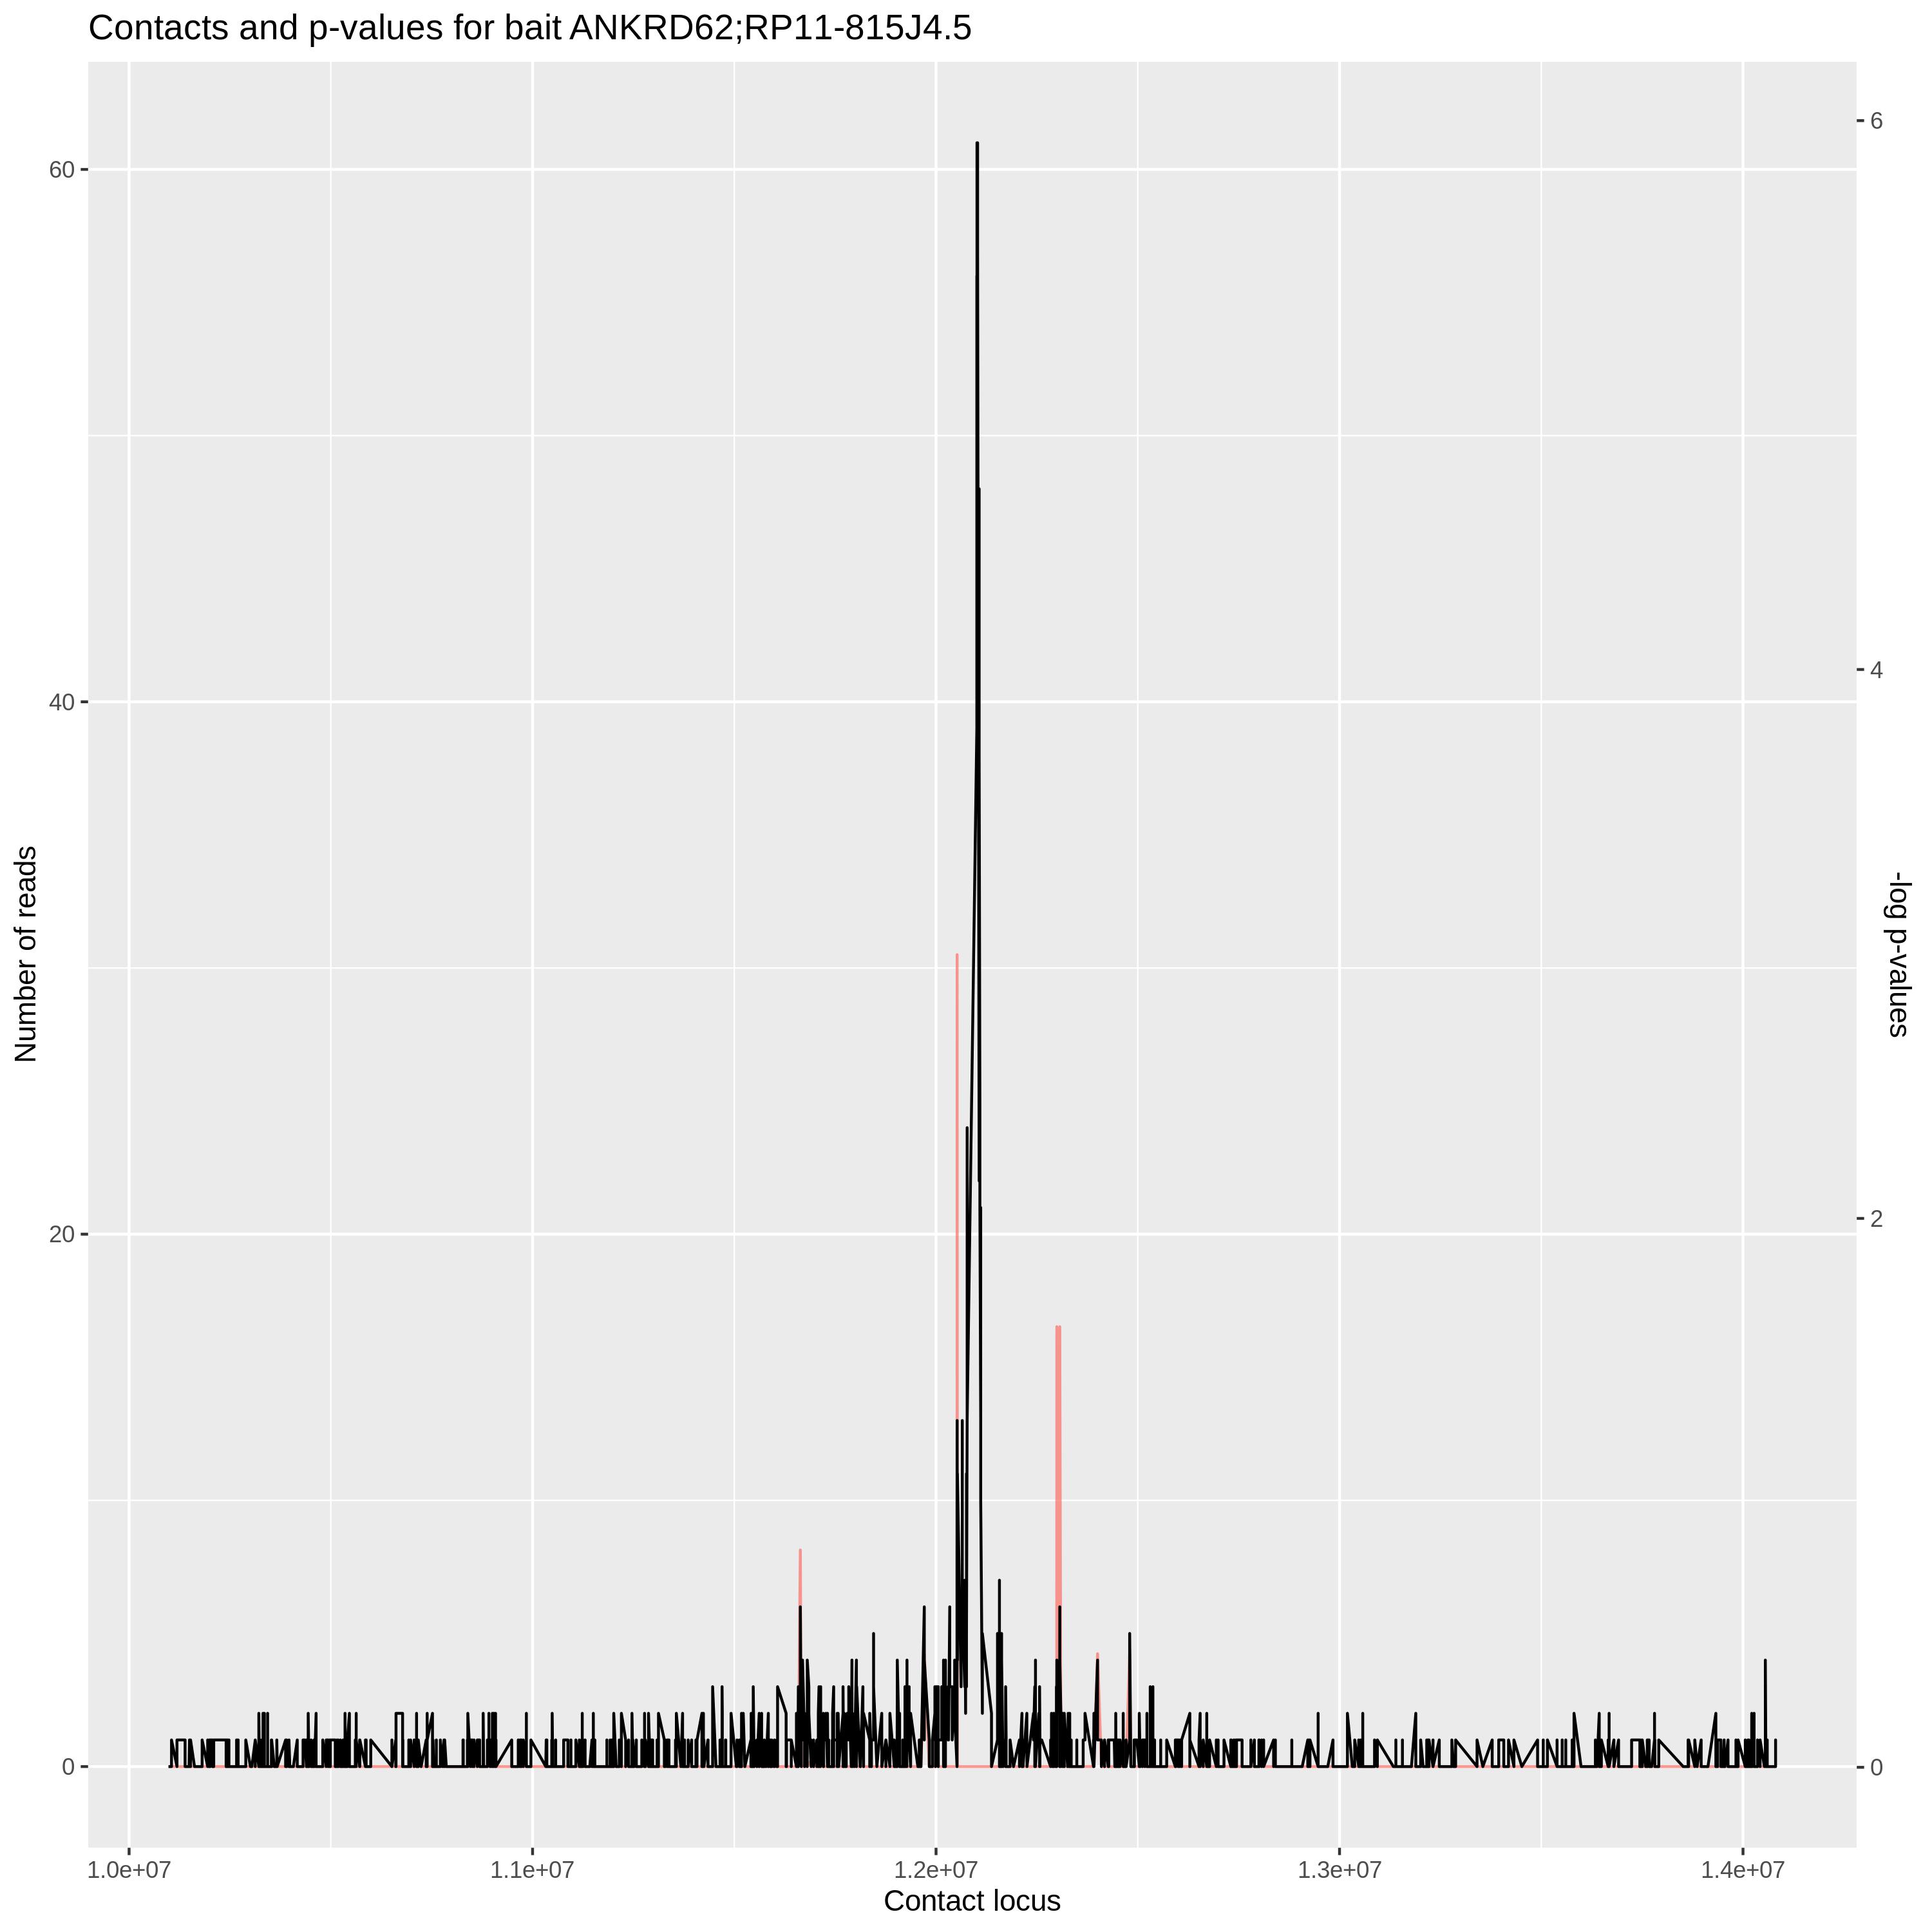 Contacts and p-values for bait ANKRD62;RP11-815J4.5
60
40
20
0
6
4
2
0
Number of reads
-log p-values
1.0e+07 1.1e+07 1.2e+07 1.3e+07 1.4e+07
Contact locus